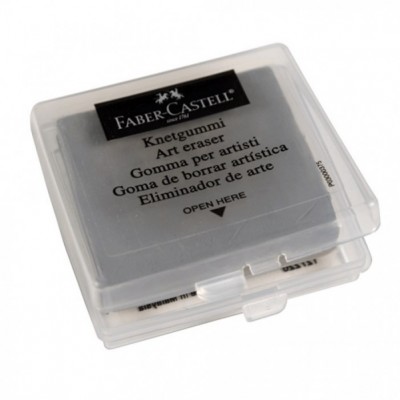 FABER-CASTELL®
since 1761
Knetgummi
Art eraser
Gomma per artisti
Goma de borrar artística
Eliminador de arte
OPEN HERE